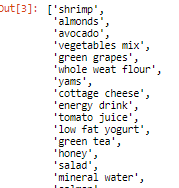 Out[3]: ['shrimp',
'almonds',
'avocado',
'vegetables mix',
'green grapes',
'whole weat flour',
'yams',
'cottage cheese',
'energy drink',
'tomato juice',
'low fat yogurt',
'green tea',
'honey',
'salad',
'mineral water',